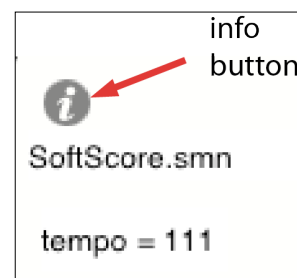 info
button
i
SoftScore.smn
tempo = 111